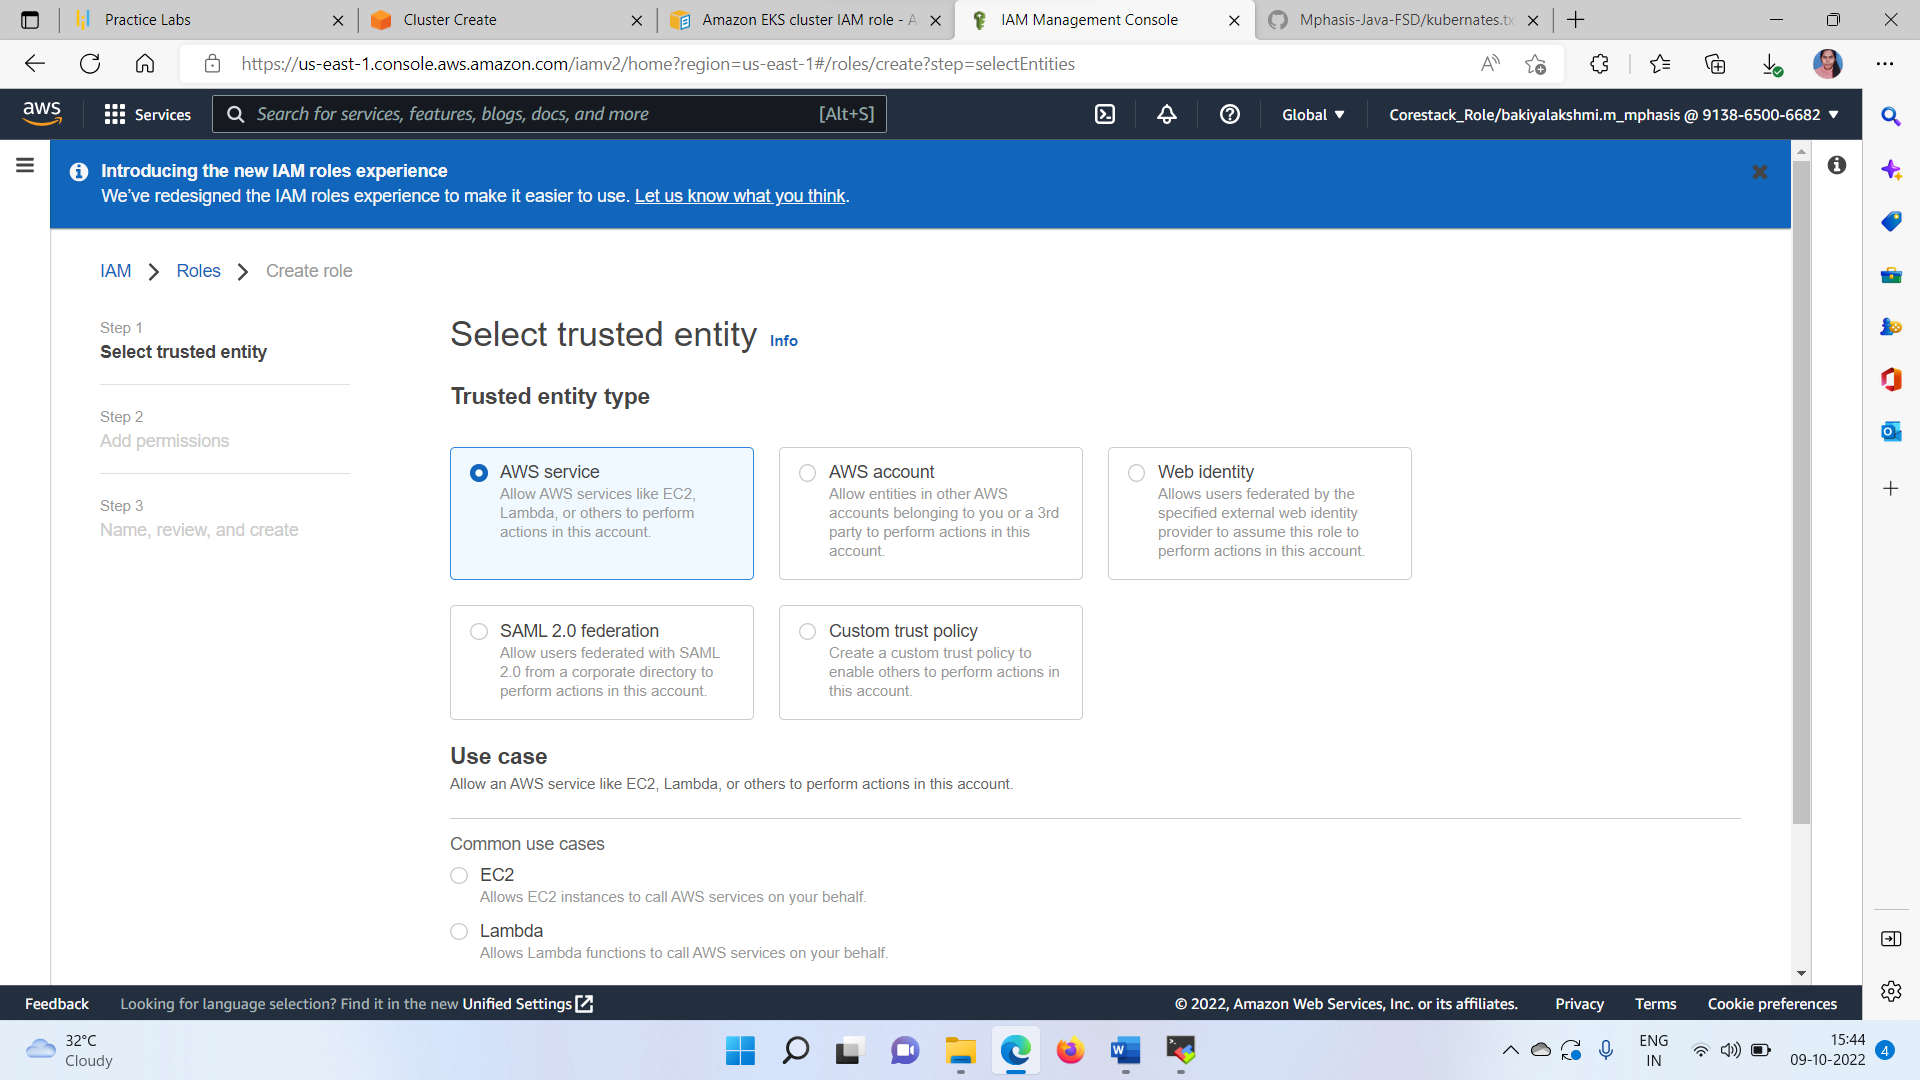 Practice Labs
Cluster Create
Amazon EKS cluster IAM role - A
IAM Management Console
Mphasis-Java-FSD/kubernates.tx
https://us-east-1.console.aws.amazon.com/iamv2/home?region=us-east-1#/roles/create?step=selectEntities
aws
Services
Search for services, features, blogs, docs, and more
[Alt+S]
Global
Corestack_Role/bakiyalakshmi.m_mphasis @ 9138-6500-6682
Introducing the new IAM roles experience
We've redesigned the IAM roles experience to make it easier to use. Let us know what you think.
IAM
Roles
Create role
Step 1
Select trusted entity
Step 2
Add permissions
Step 3
Name, review, and create
Select trusted entity Info
Trusted entity type
AWS service
Allow AWS services like EC2,
Lambda, or others to perform
actions in this account.
AWS account
Allow entities in other AWS
accounts belonging to you or a 3rd
party to perform actions in this
account.
Web identity
Allows users federated by the
specified external web identity
provider to assume this role to
perform actions in this account.
SAML 2.0 federation
Allow users federated with SAML
2.0 from a corporate directory to
perform actions in this account.
Custom trust policy
Create a custom trust policy to
enable others to perform actions in
this account.
Use case
Allow an AWS service like EC2, Lambda, or others to perform actions in this account.
Common use cases
EC2
Allows EC2 instances to call AWS services on your behalf.
Lambda
Allows Lambda functions to call AWS services on your behalf.
Feedback
Looking for language selection? Find it in the new Unified Settings
© 2022, Amazon Web Services, Inc. or its affiliates.
Privacy
Terms
Cookie preferences
32°C
Cloudy
ENG
IN
15:44
09-10-2022
4